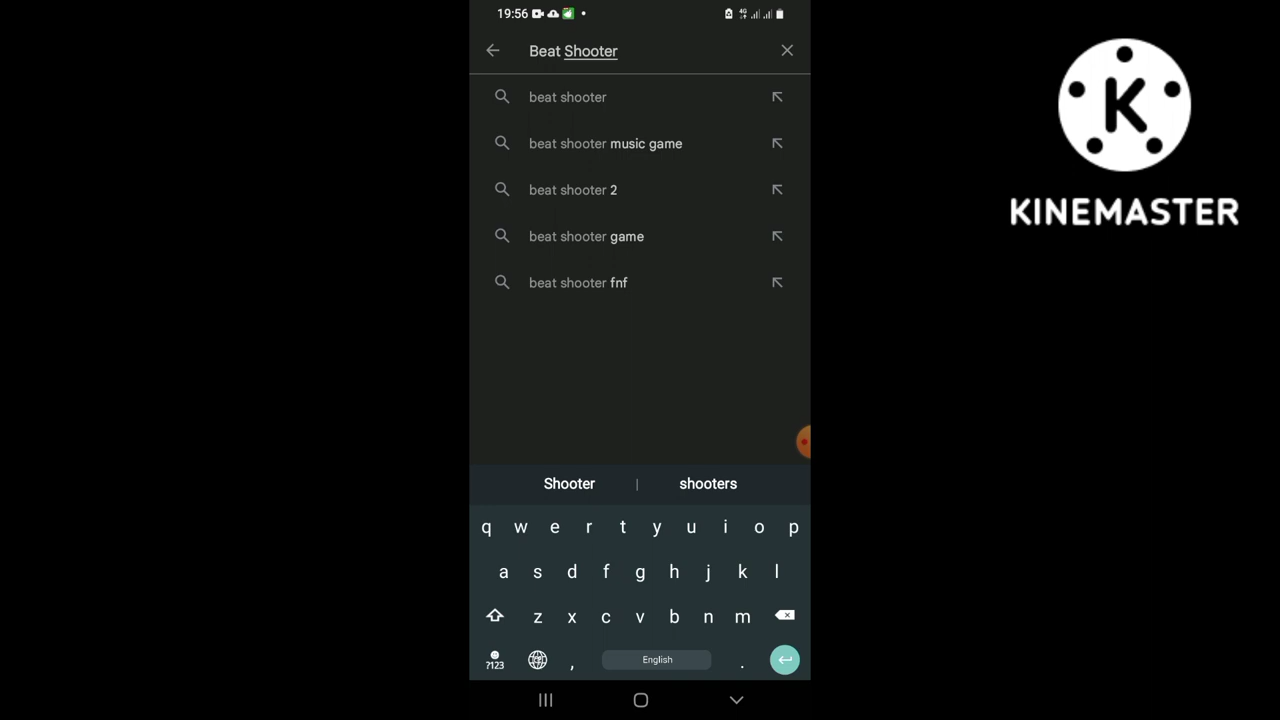 19:56
4G
Beat Shooter
beat shooter
beat shooter music game
beat shooter 2
beat shooter game
beat shooter fnf
Shooter | shooters
q w e r t y u i o p
a s d f g h j k l
z x c v b n m
?123 , English .
K
KINEMASTER